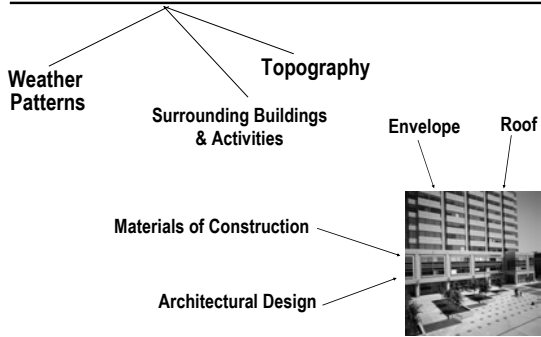 Topography
Weather
Patterns
Surrounding Buildings
& Activities
Envelope
Roof
Materials of Construction
Architectural Design